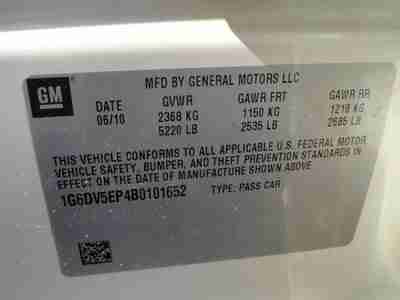 MFD BY GENERAL MOTORS LLC
GM
DATE GVWR GAWR FRT GAWR RR
06/10 2368 KG 1150 KG 1218 KG
5220 LB 2535 LB 2685 LB
THIS VEHICLE CONFORMS TO ALL APPLICABLE U.S. FEDERAL MOTOR
VEHICLE SAFETY, BUMPER, AND THEFT PREVENTION STANDARDS IN
EFFECT ON THE DATE OF MANUFACTURE SHOWN ABOVE.
1G6DV5EP4B0101652 TYPE: PASS CAR